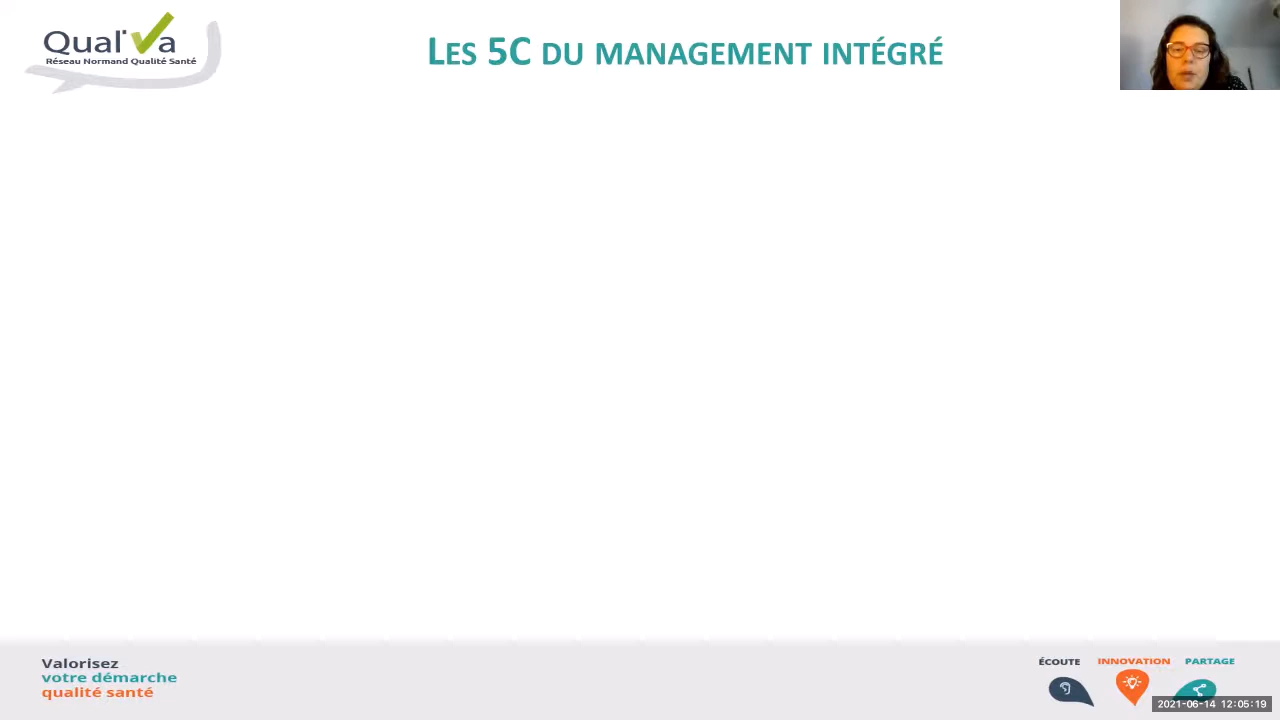 Qual'Va
Réseau Normand Qualité Santé
LES 5C DU MANAGEMENT INTÉGRÉ
Valorisez
votre démarche
qualité santé
ÉCOUTE INNOVATION PARTAGE
2021-06-14 12:05:19